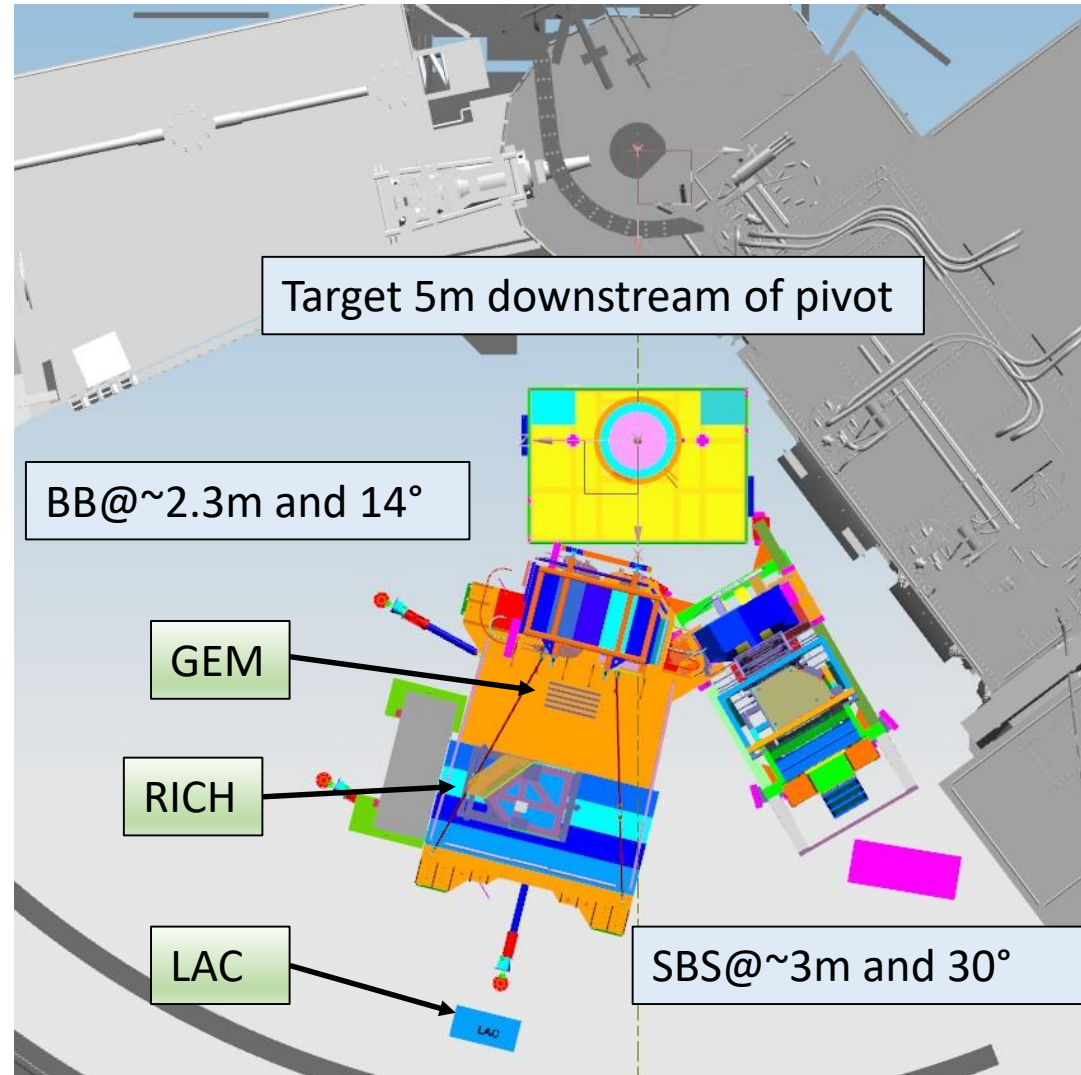 Target 5m downstream of pivot
BB@~2.3m and 14°
GEM
RICH
LAC
SBS@~3m and 30°
LAC